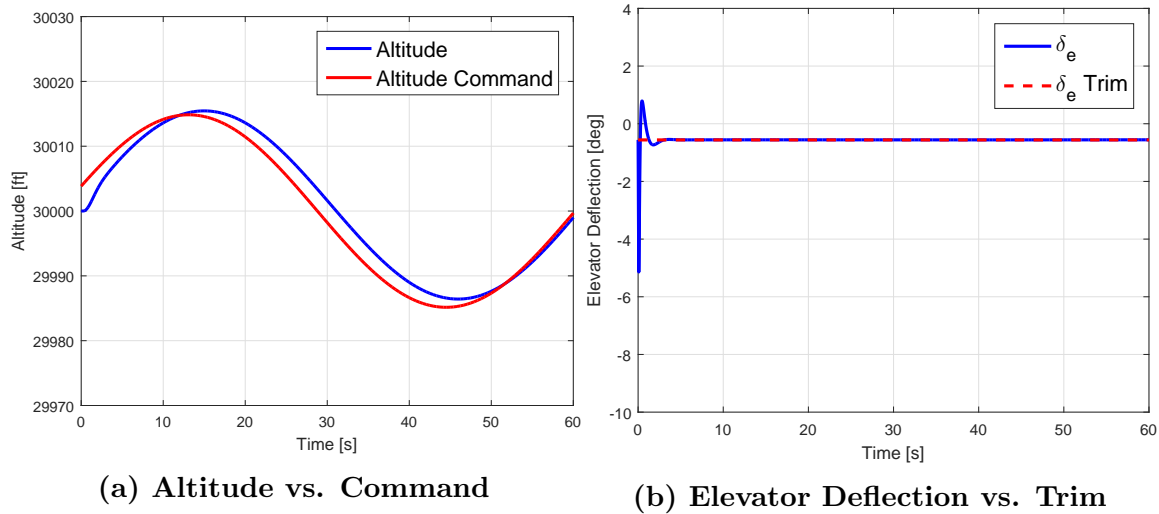 30030
30020
30010
30000
29990
29980
29970
Altitude [ft]
0 10 20 30 40 50 60
Time [s]
Altitude
Altitude Command
(a) Altitude vs. Command
4
2
0
-2
-4
-6
-8
-10
Elevator Deflection [deg]
0 10 20 30 40 50 60
Time [s]
δe
δe Trim
(b) Elevator Deflection vs. Trim